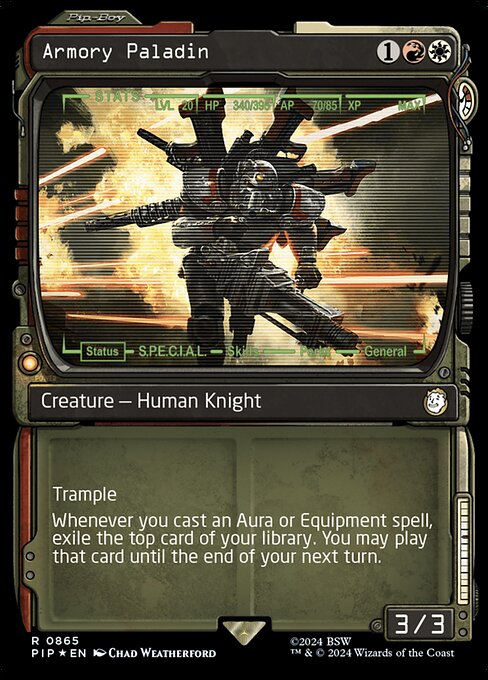 Pip-Boy
Armory Paladin 1
STATS LVL 20 HP 340/395 AP 70/85 XP MAX
Status S.P.E.C.I.A.L. Skills Perks General
Creature — Human Knight
Trample
Whenever you cast an Aura or Equipment spell,
exile the top card of your library. You may play
that card until the end of your next turn.
3/3
R 0865
PIP ★ EN Chad Weatherford
©2024 BSW
™ & © 2024 Wizards of the Coast